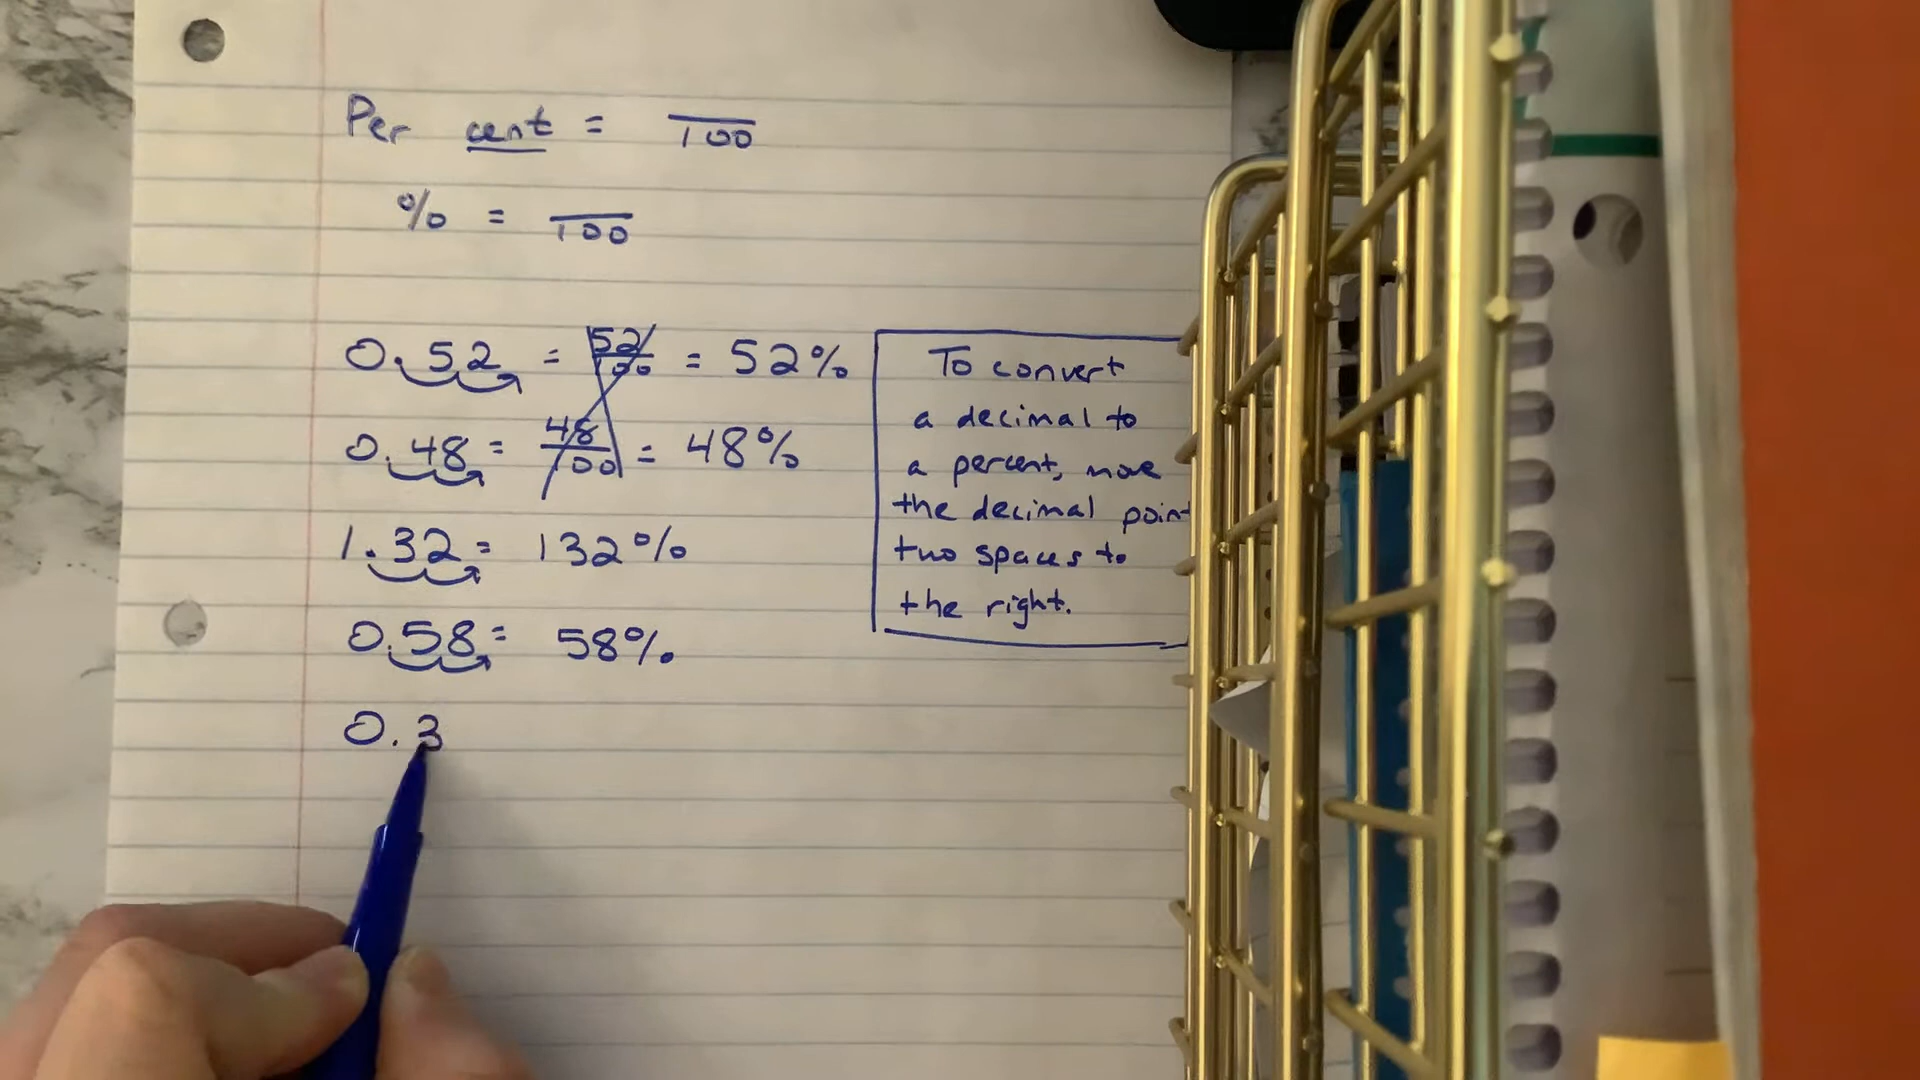 Per cent = /100
% = /100
0.52 = 52/100 = 52%
0.48 = 48/100 = 48%
1.32 = 132%
0.58 = 58%
0.3
To convert
a decimal to
a percent, move
the decimal point
two spaces to
the right.